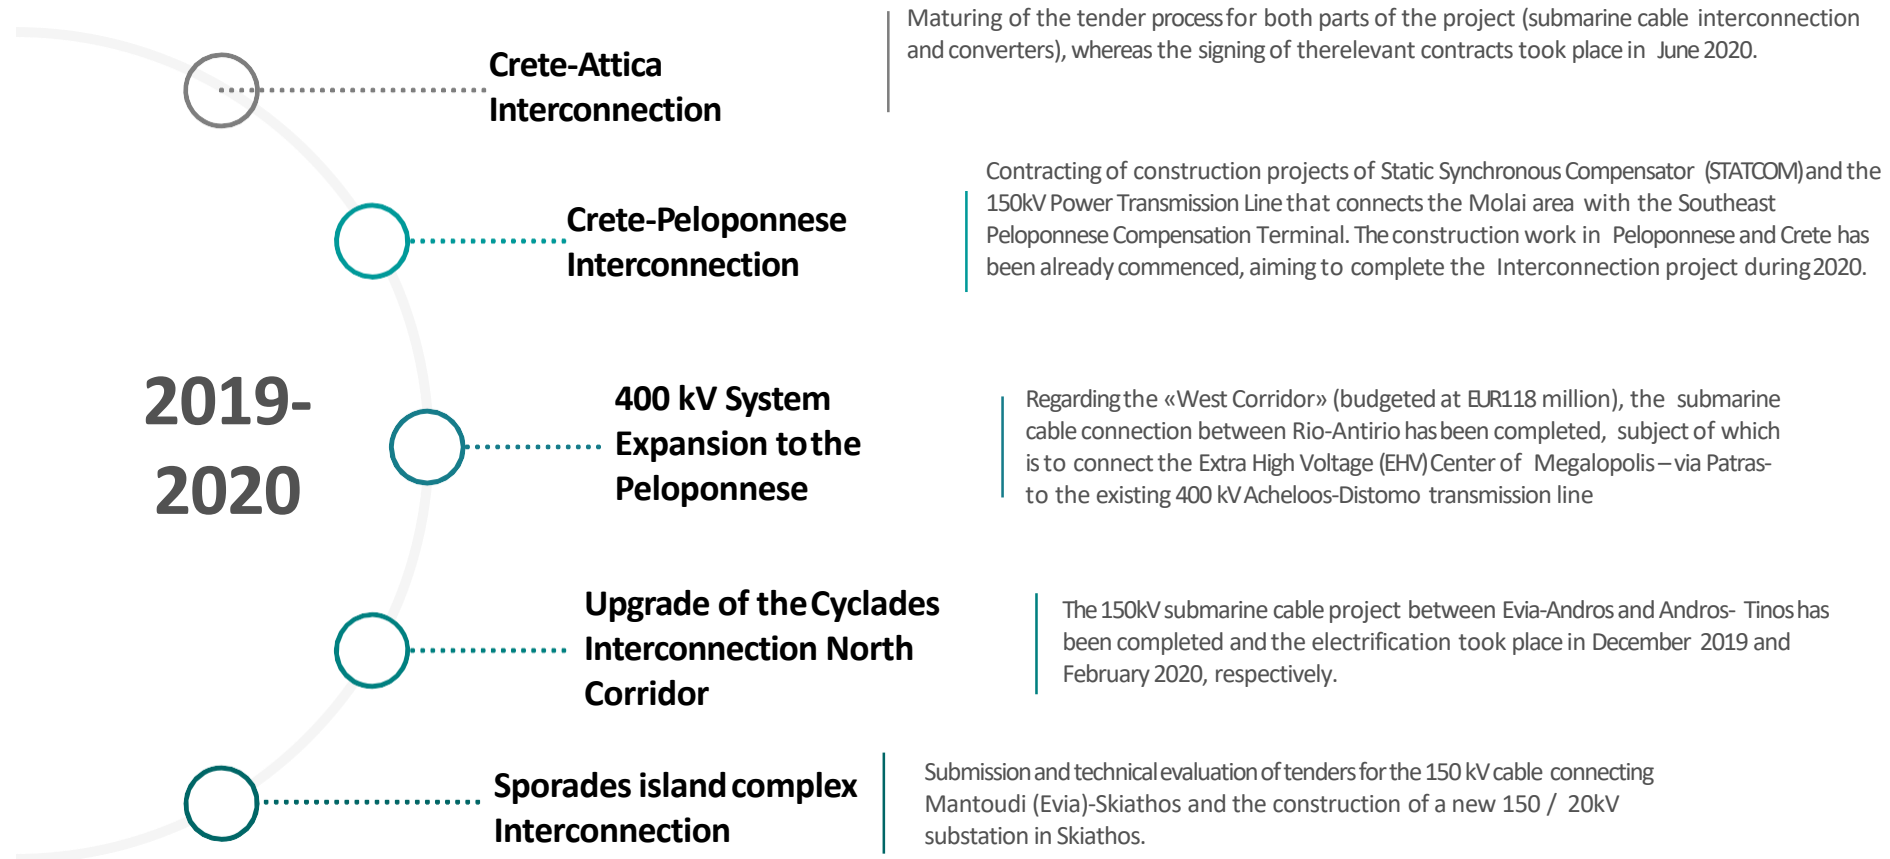 2019-
2020
Crete-Attica
Interconnection
Maturing of the tender process for both parts of the project (submarine cable interconnection
and converters), whereas the signing of therelevant contracts took place in June 2020.
Crete-Peloponnese
Interconnection
Contracting of construction projects of Static Synchronous Compensator (STATCOM) and the
150kV Power Transmission Line that connects the Molai area with the Southeast
Peloponnese Compensation Terminal. The construction work in Peloponnese and Crete has
been already commenced, aiming to complete the Interconnection project during 2020.
400 kV System
Expansion to the
Peloponnese
Regarding the «West Corridor» (budgeted at EUR118 million), the submarine
cable connection between Rio-Antirio has been completed, subject of which
is to connect the Extra High Voltage (EHV) Center of Megalopolis – via Patras-
to the existing 400 kV Acheloos-Distomo transmission line
Upgrade of the Cyclades
Interconnection North
Corridor
The 150kV submarine cable project between Evia-Andros and Andros- Tinos has
been completed and the electrification took place in December 2019 and
February 2020, respectively.
Sporades island complex
Interconnection
Submission and technical evaluation of tenders for the 150 kV cable connecting
Mantoudi (Evia)-Skiathos and the construction of a new 150 / 20kV
substation in Skiathos.